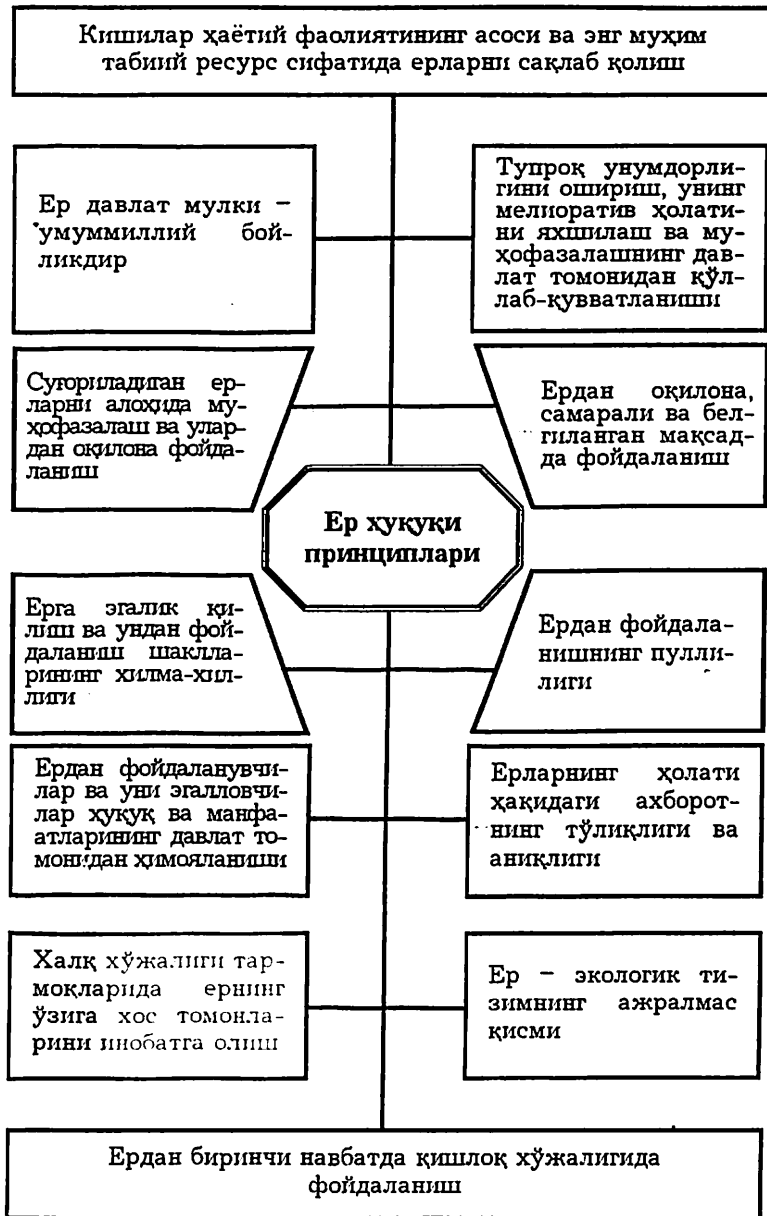 Кишилар ҳаётий фаолиятининг асоси ва энг муҳим
табиий ресурс сифатида ерларни сақлаб қолиш
Ер давлат мулки –
умуммиллий бой-
ликдир
Тупроқ унумдорли-
гини ошириш, унинг
мелиоратив ҳолати-
ни яхшилаш ва му-
ҳофазалашнинг дав-
лат томонидан қўл-
лаб-қувватланиши
Суғориладиган ер-
ларни алоҳида му-
ҳофазалаш ва улар-
дан оқилона фойда-
ланиш
Ердан оқилона,
самарали ва бел-
гиланган мақсад-
да фойдаланиш
Ер ҳуқуқи
принциплари
Ерга эгалик қи-
лиш ва ундан фой-
даланиш шаклла-
рининг хилма-хил-
лиги
Ердан фойдала-
нишнинг пулли-
лиги
Ердан фойдаланувчи-
лар ва уни эгалловчи-
лар ҳуқуқ ва манфа-
атларининг давлат то-
монидан ҳимояланиши
Ерларнинг ҳолати
ҳақидаги ахборот-
нинг тўлиқлиги ва
аниқлиги
Халқ хўжалиги тар-
моқларида ернинг
ўзига хос томонла-
рини инобатга олиш
Ер – экологик ти-
зимнинг ажралмас
қисми
Ердан биринчи навбатда қишлоқ хўжалигида
фойдаланиш